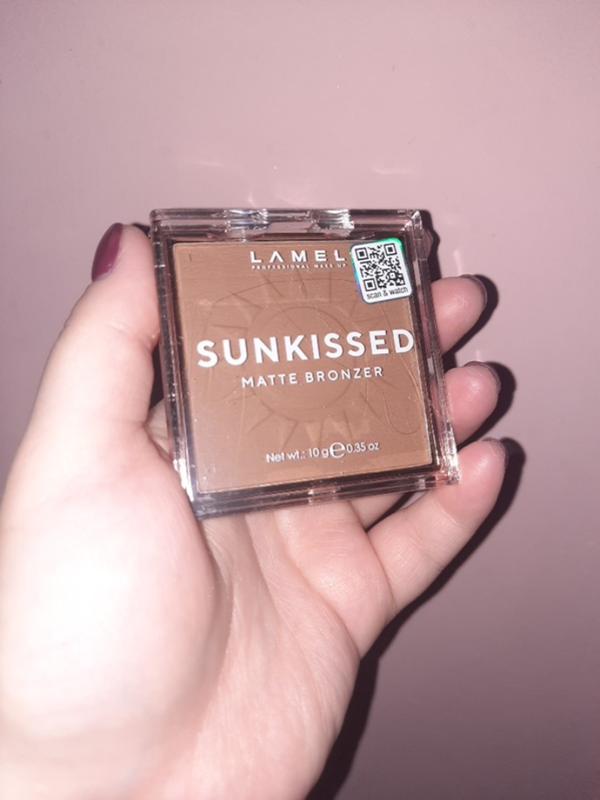 LAMEL
PROFESSIONAL MAKE UP
scan & watch
SUNKISSED
MATTE BRONZER
Net wt.: 10 g ℮ 0.35 oz